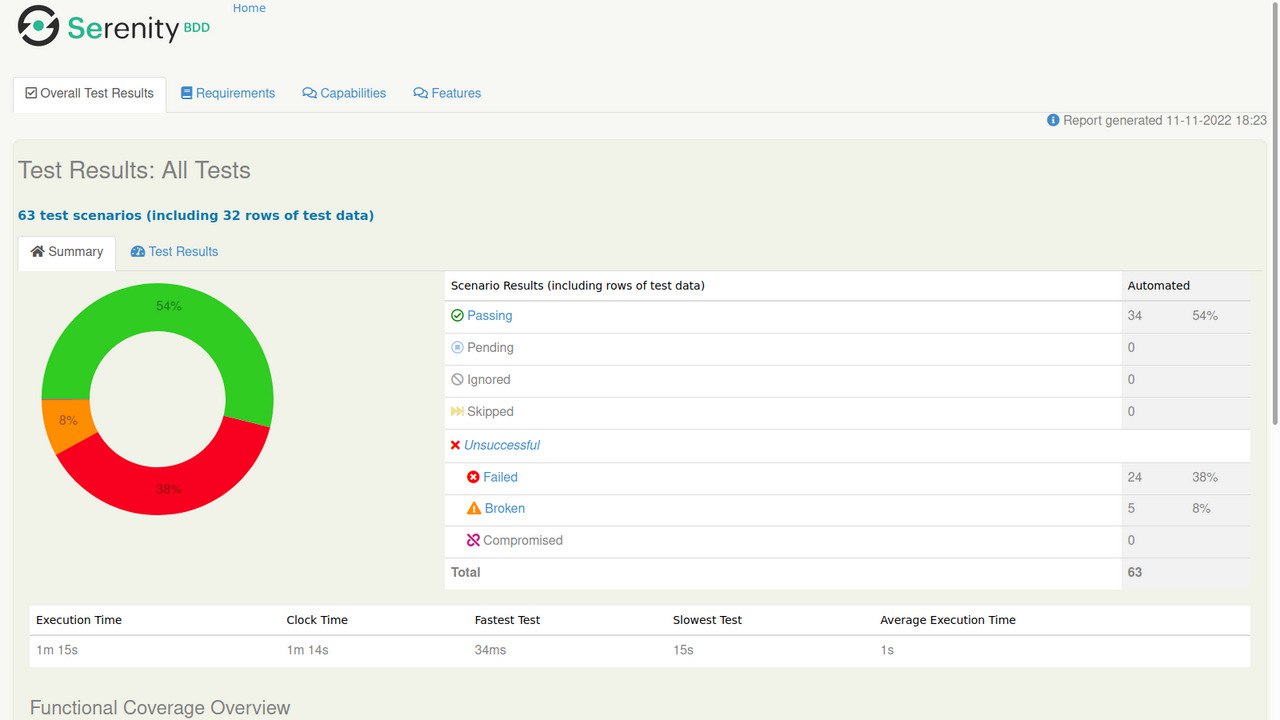 Serenity BDD
Home
Overall Test Results Requirements Capabilities Features
Report generated 11-11-2022 18:23
Test Results: All Tests
63 test scenarios (including 32 rows of test data)
Summary Test Results
54%
8%
38%
Scenario Results (including rows of test data) Automated
Passing 34 54%
Pending 0
Ignored 0
Skipped 0
Unsuccessful
Failed 24 38%
Broken 5 8%
Compromised 0
Total 63
Execution Time Clock Time Fastest Test Slowest Test Average Execution Time
1m 15s 1m 14s 34ms 15s 1s
Functional Coverage Overview